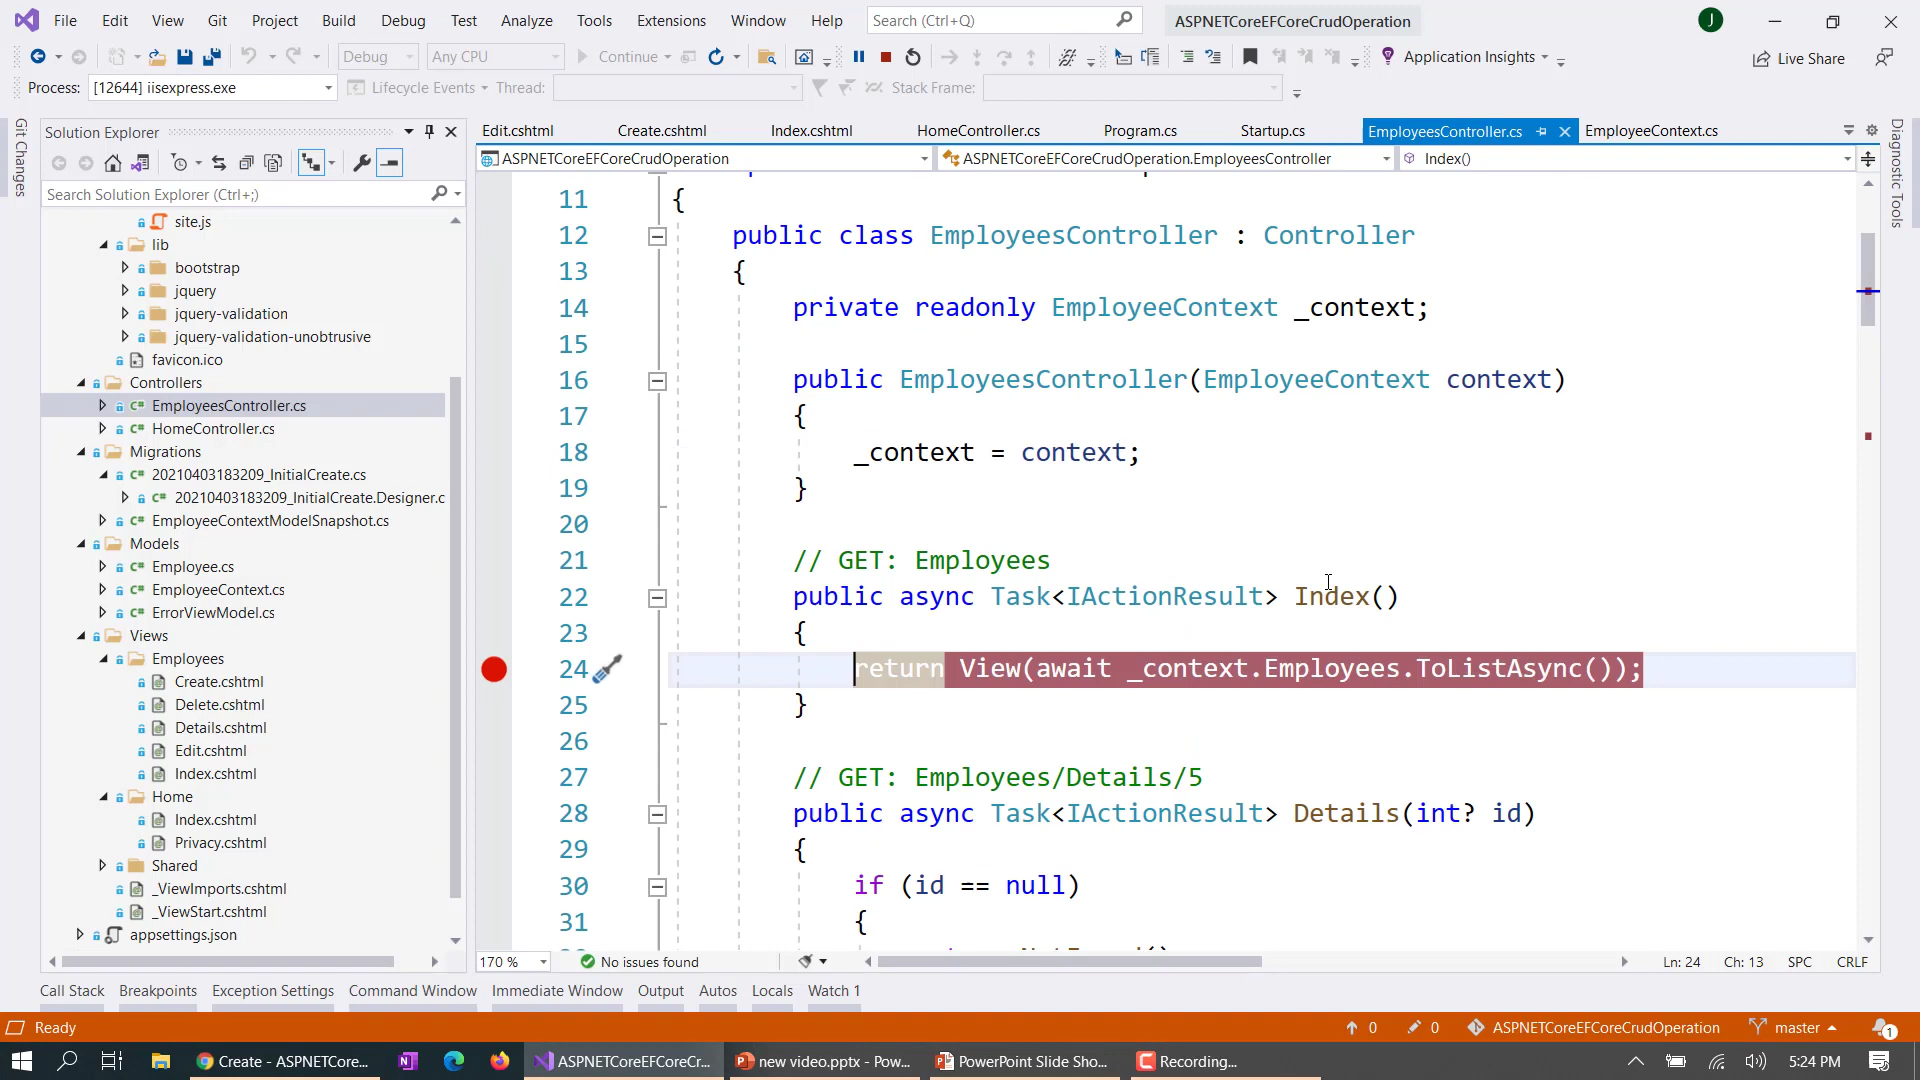 File Edit View Git Project Build Debug Test Analyze Tools Extensions Window Help Search (Ctrl+Q) ASPNETCoreEFCoreCrudOperation J
Debug Any CPU Continue Application Insights Live Share
Process: [12644] iisexpress.exe Lifecycle Events Thread: Stack Frame:
Git Changes
Solution Explorer
Search Solution Explorer (Ctrl+;)
site.js
lib
bootstrap
jquery
jquery-validation
jquery-validation-unobtrusive
favicon.ico
Controllers
C# EmployeesController.cs
C# HomeController.cs
Migrations
C# 20210403183209_InitialCreate.cs
C# 20210403183209_InitialCreate.Designer.c
C# EmployeeContextModelSnapshot.cs
Models
C# Employee.cs
C# EmployeeContext.cs
C# ErrorViewModel.cs
Views
Employees
Create.cshtml
Delete.cshtml
Details.cshtml
Edit.cshtml
Index.cshtml
Home
Index.cshtml
Privacy.cshtml
Shared
_ViewImports.cshtml
_ViewStart.cshtml
appsettings.json
Edit.cshtml Create.cshtml Index.cshtml HomeController.cs Program.cs Startup.cs EmployeesController.cs EmployeeContext.cs
ASPNETCoreEFCoreCrudOperation ASPNETCoreEFCoreCrudOperation.EmployeesController Index()
11 {
12 public class EmployeesController : Controller
13 {
14 private readonly EmployeeContext _context;
15
16 public EmployeesController(EmployeeContext context)
17 {
18 _context = context;
19 }
20
21 // GET: Employees
22 public async Task<IActionResult> Index()
23 {
24 return View(await _context.Employees.ToListAsync());
25 }
26
27 // GET: Employees/Details/5
28 public async Task<IActionResult> Details(int? id)
29 {
30 if (id == null)
31 {
Diagnostic Tools
170 % No issues found Ln: 24 Ch: 13 SPC CRLF
Call Stack Breakpoints Exception Settings Command Window Immediate Window Output Autos Locals Watch 1
Ready 0 0 ASPNETCoreEFCoreCrudOperation master 1
Create - ASPNETCore... ASPNETCoreEFCoreCr... new video.pptx - Pow... PowerPoint Slide Sho... Recording... 5:24 PM